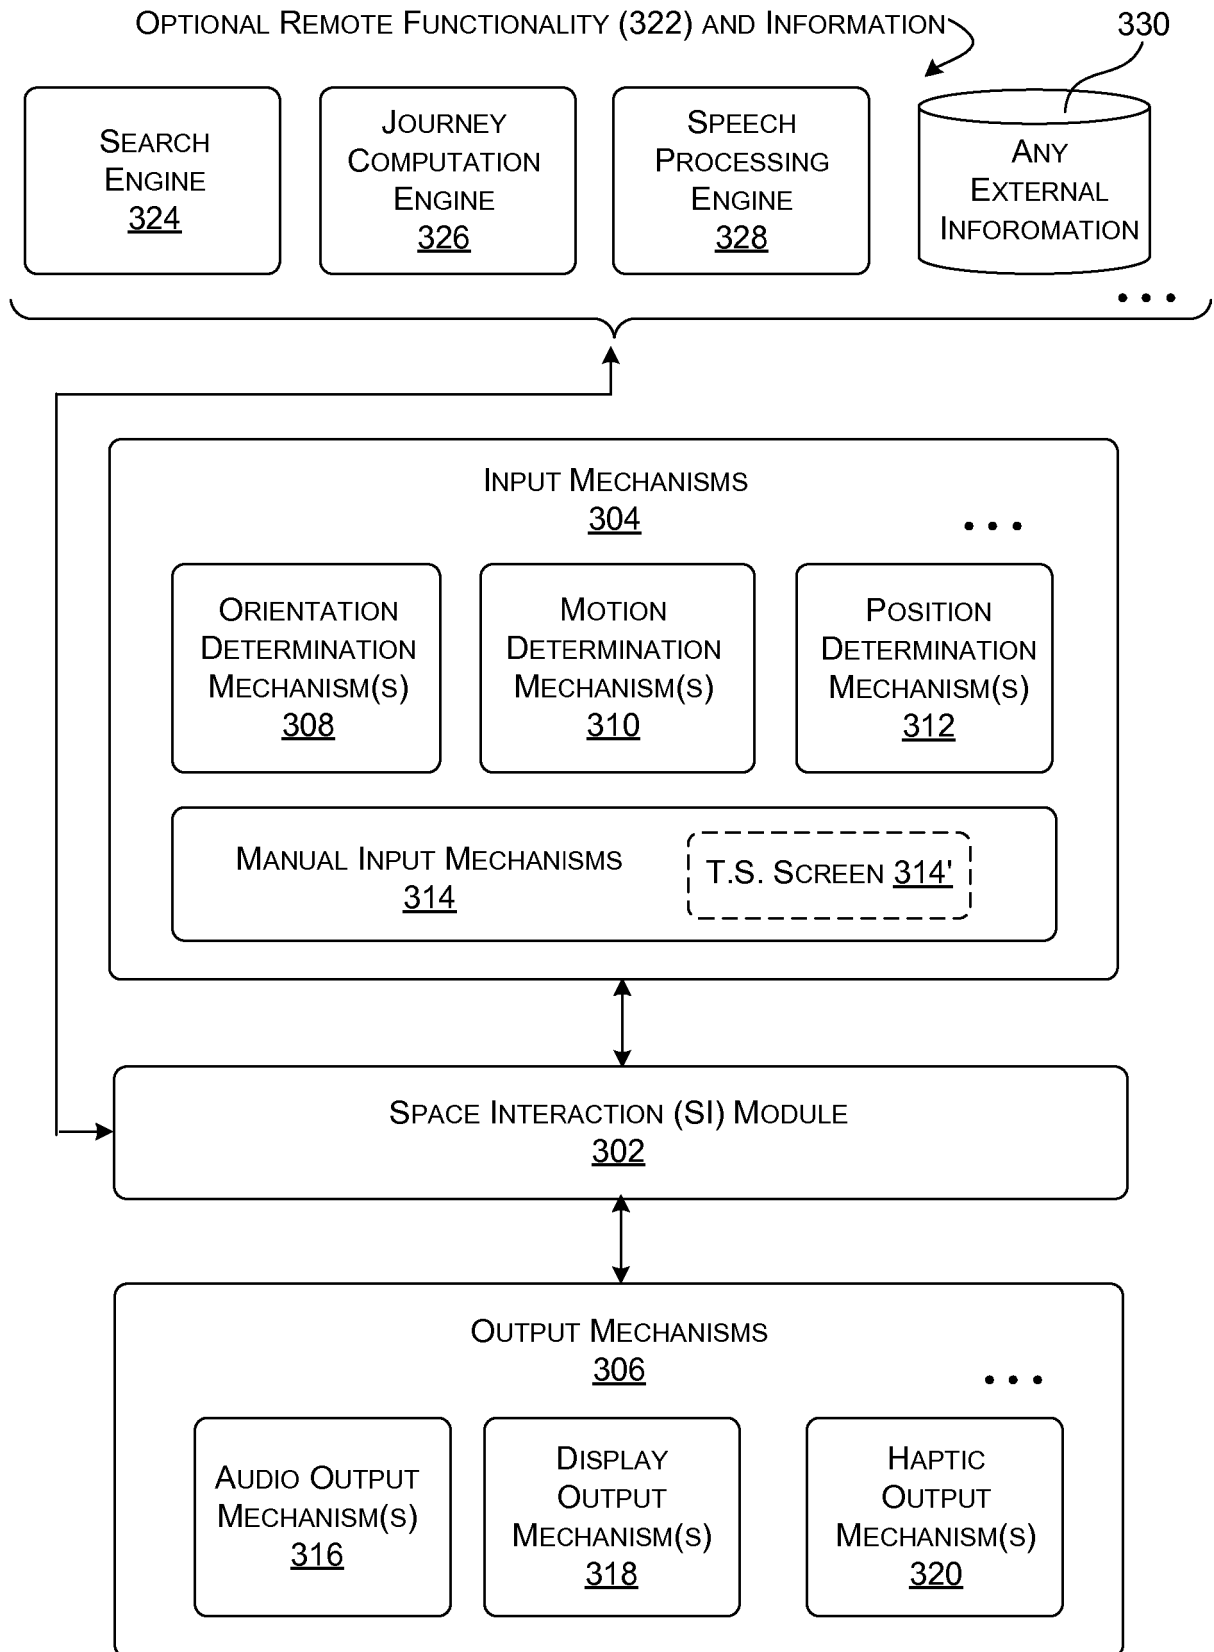 OPTIONAL REMOTE FUNCTIONALITY (322) AND INFORMATION
330
SEARCH
ENGINE
324
JOURNEY
COMPUTATION
ENGINE
326
SPEECH
PROCESSING
ENGINE
328
ANY
EXTERNAL
INFOROMATION
• • •
INPUT MECHANISMS
304
• • •
ORIENTATION
DETERMINATION
MECHANISM(S)
308
MOTION
DETERMINATION
MECHANISM(S)
310
POSITION
DETERMINATION
MECHANISM(S)
312
MANUAL INPUT MECHANISMS
314
T.S. SCREEN 314'
SPACE INTERACTION (SI) MODULE
302
OUTPUT MECHANISMS
306
• • •
AUDIO OUTPUT
MECHANISM(S)
316
DISPLAY
OUTPUT
MECHANISM(S)
318
HAPTIC
OUTPUT
MECHANISM(S)
320